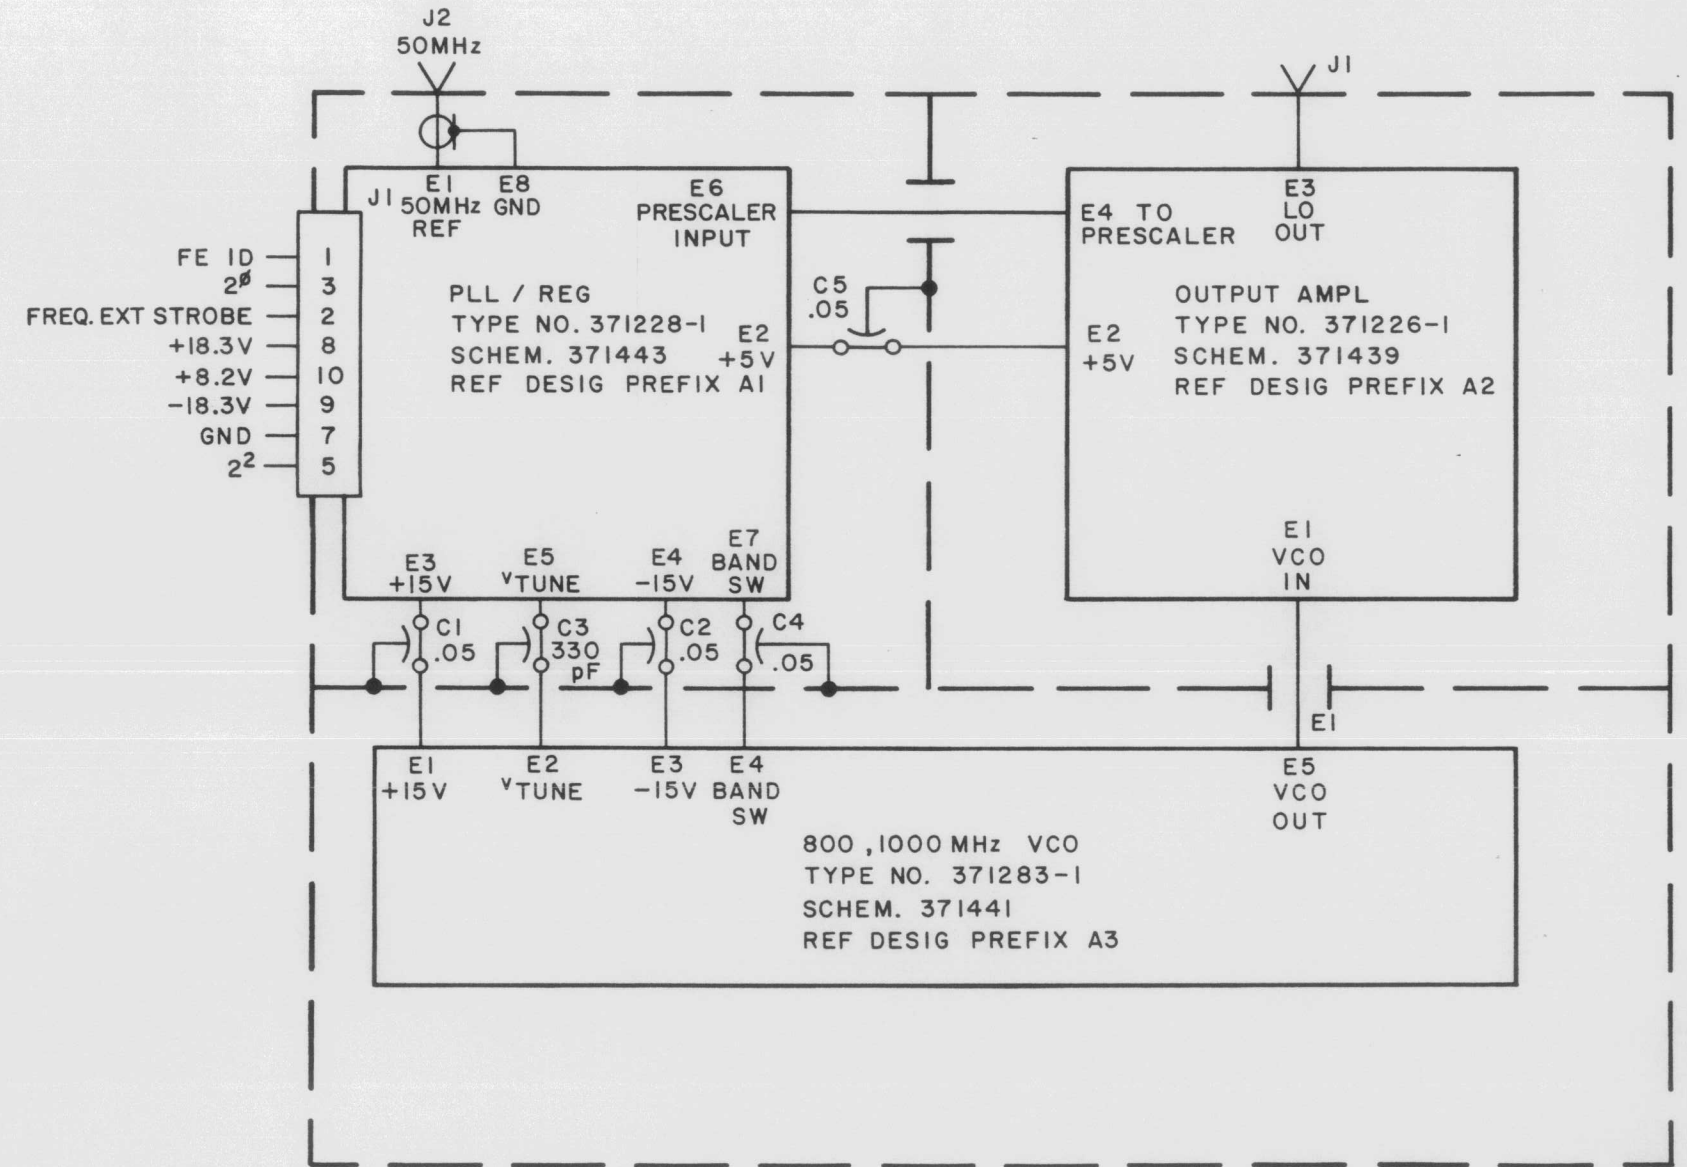 J2
50MHz
J1
J1
E1
50MHz
REF
E8
GND
E6
PRESCALER
INPUT
E4 TO
PRESCALER
E3
LO
OUT
FE ID
1
2⁰
3
FREQ. EXT STROBE
2
+18.3V
8
+8.2V
10
-18.3V
9
GND
7
2²
5
PLL / REG
TYPE NO. 371228-1
SCHEM. 371443
REF DESIG PREFIX A1
E2
+5V
C5
.05
E2
+5V
OUTPUT AMPL
TYPE NO. 371226-1
SCHEM. 371439
REF DESIG PREFIX A2
E3
+15V
E5
VTUNE
E4
-15V
E7
BAND
SW
E1
VCO
IN
C1
.05
C3
330
pF
C2
.05
C4
.05
E1
E1
+15V
E2
VTUNE
E3
-15V
E4
BAND
SW
E5
VCO
OUT
800, 1000 MHz VCO
TYPE NO. 371283-1
SCHEM. 371441
REF DESIG PREFIX A3